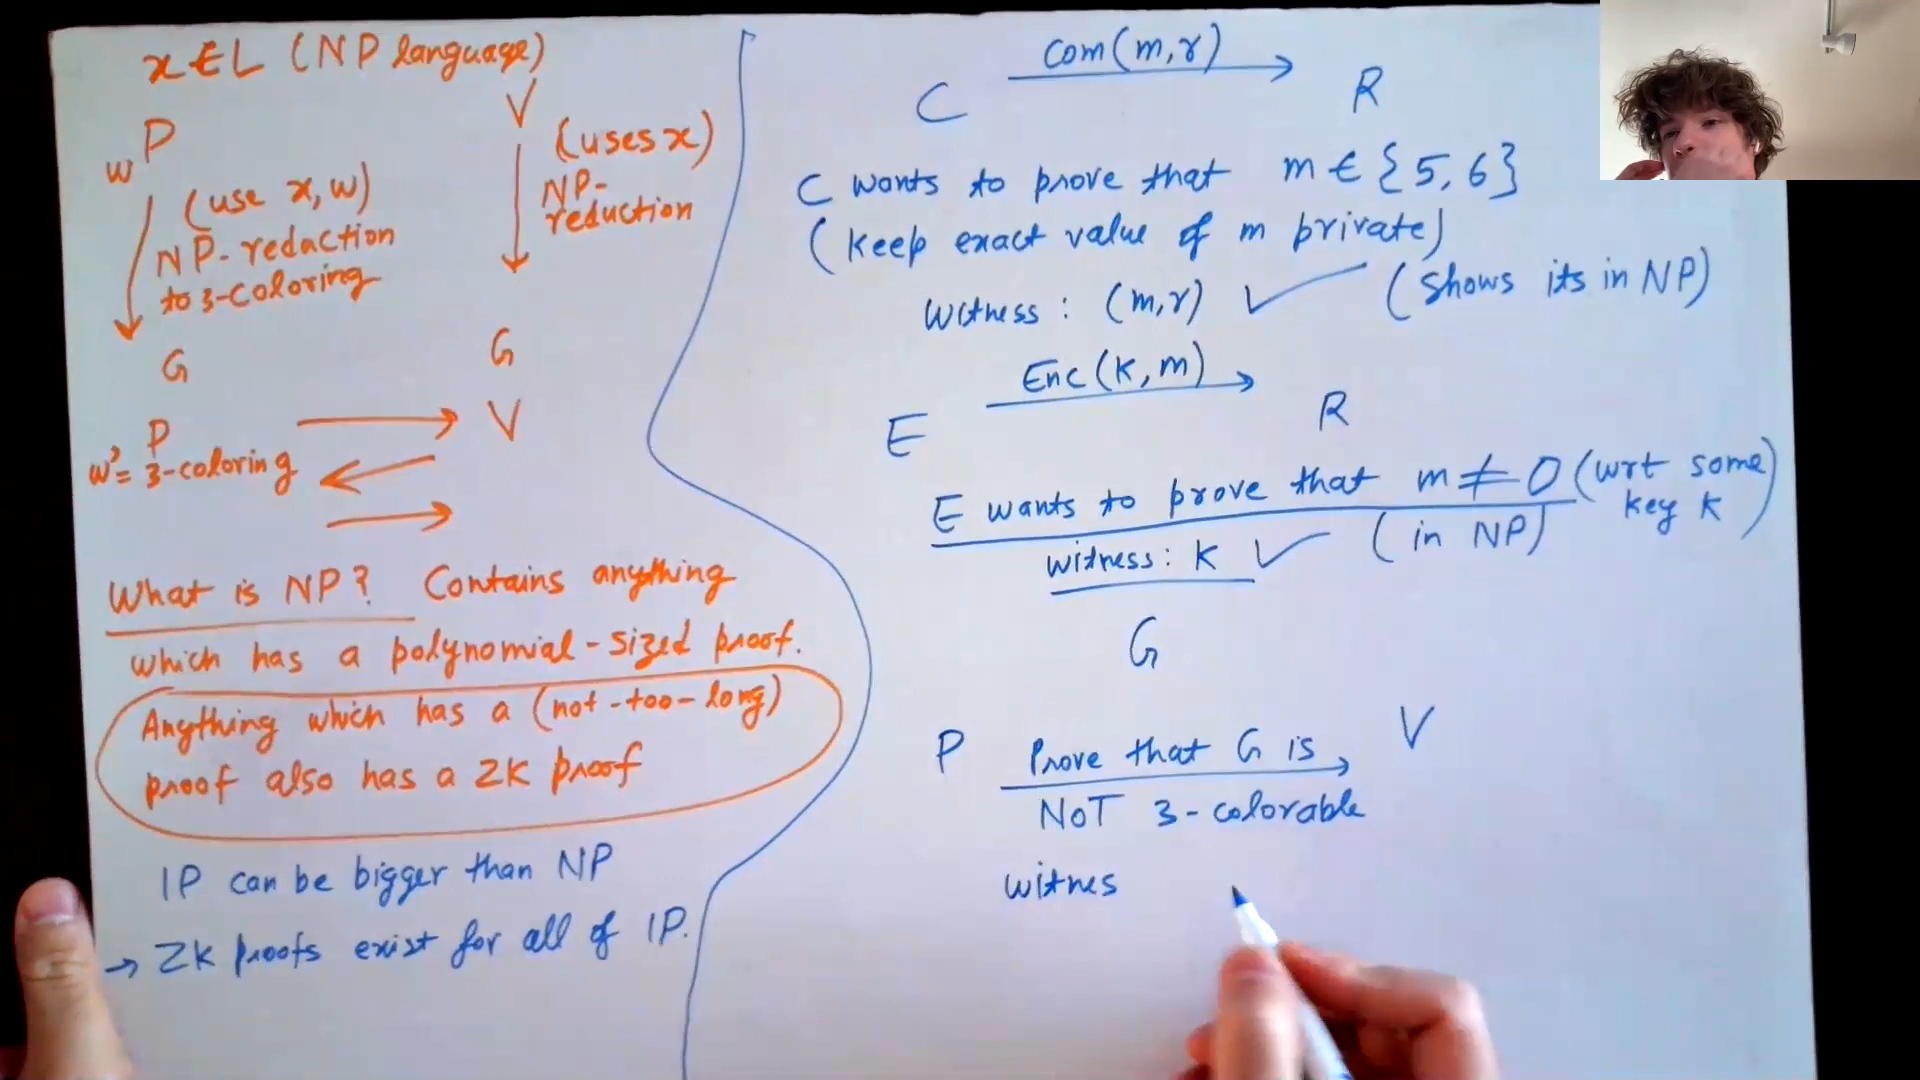 x ∈ L (NP language)
P
V
w
(uses x)
(use x, w)
NP-
reduction
NP-redaction
to 3-coloring
G
G
P
V
w' = 3-coloring
What is NP? Contains anything
which has a polynomial-sized proof.
Anything which has a (not-too-long)
proof also has a ZK proof
IP can be bigger than NP
→ ZK proofs exist for all of IP.
Com(m,r)
C
R
C wants to prove that m ∈ {5, 6}
(keep exact value of m private)
witness: (m,r) ✓ (shows its in NP)
Enc(k, m)
E
R
E wants to prove that m ≠ 0 (wrt some
key k)
witness: k ✓ (in NP)
G
P Prove that G is V
NOT 3-colorable
witnes